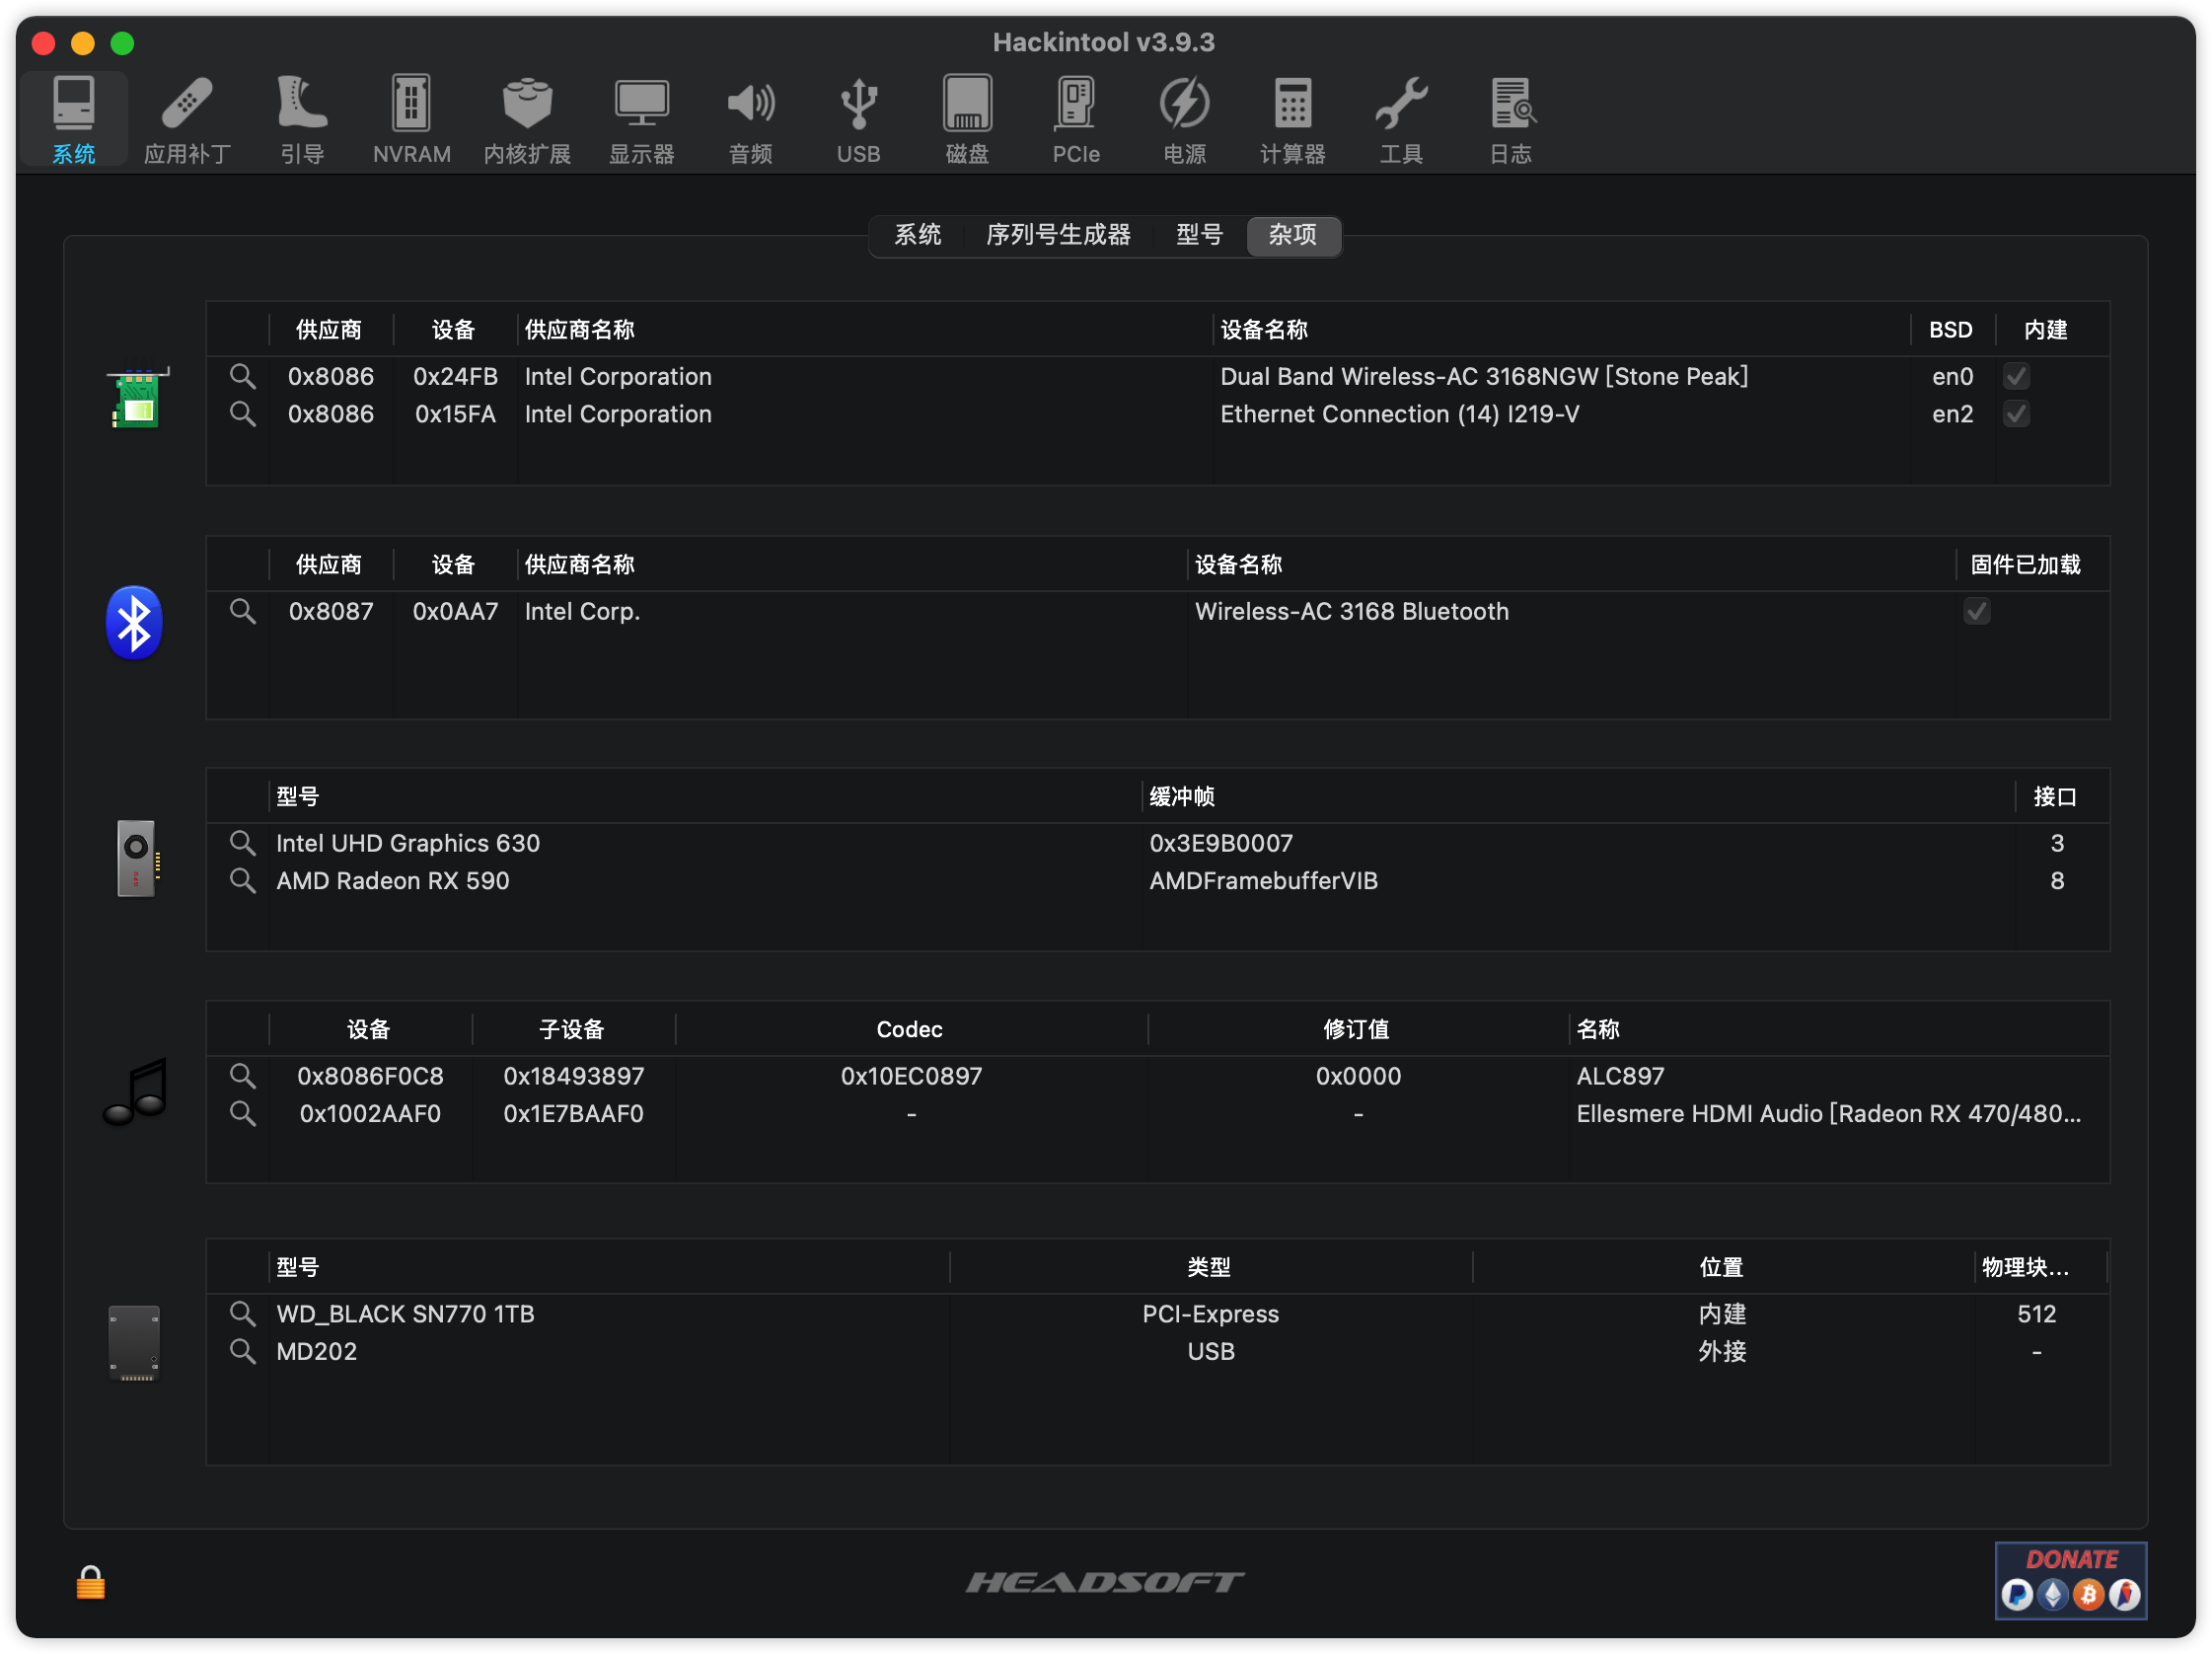 Hackintool v3.9.3
系统 应用补丁 引导 NVRAM 内核扩展 显示器 音频 USB 磁盘 PCIe 电源 计算器 工具 日志
系统 序列号生成器 型号 杂项
供应商 设备 供应商名称 设备名称 BSD 内建
0x8086 0x24FB Intel Corporation Dual Band Wireless-AC 3168NGW [Stone Peak] en0
0x8086 0x15FA Intel Corporation Ethernet Connection (14) I219-V en2
供应商 设备 供应商名称 设备名称 固件已加载
0x8087 0x0AA7 Intel Corp. Wireless-AC 3168 Bluetooth
型号 缓冲帧 接口
Intel UHD Graphics 630 0x3E9B0007 3
AMD Radeon RX 590 AMDFramebufferVIB 8
设备 子设备 Codec 修订值 名称
0x8086F0C8 0x18493897 0x10EC0897 0x0000 ALC897
0x1002AAF0 0x1E7BAAF0 - - Ellesmere HDMI Audio [Radeon RX 470/480...
型号 类型 位置 物理块...
WD_BLACK SN770 1TB PCI-Express 内建 512
MD202 USB 外接 -
HEADSOFT
DONATE